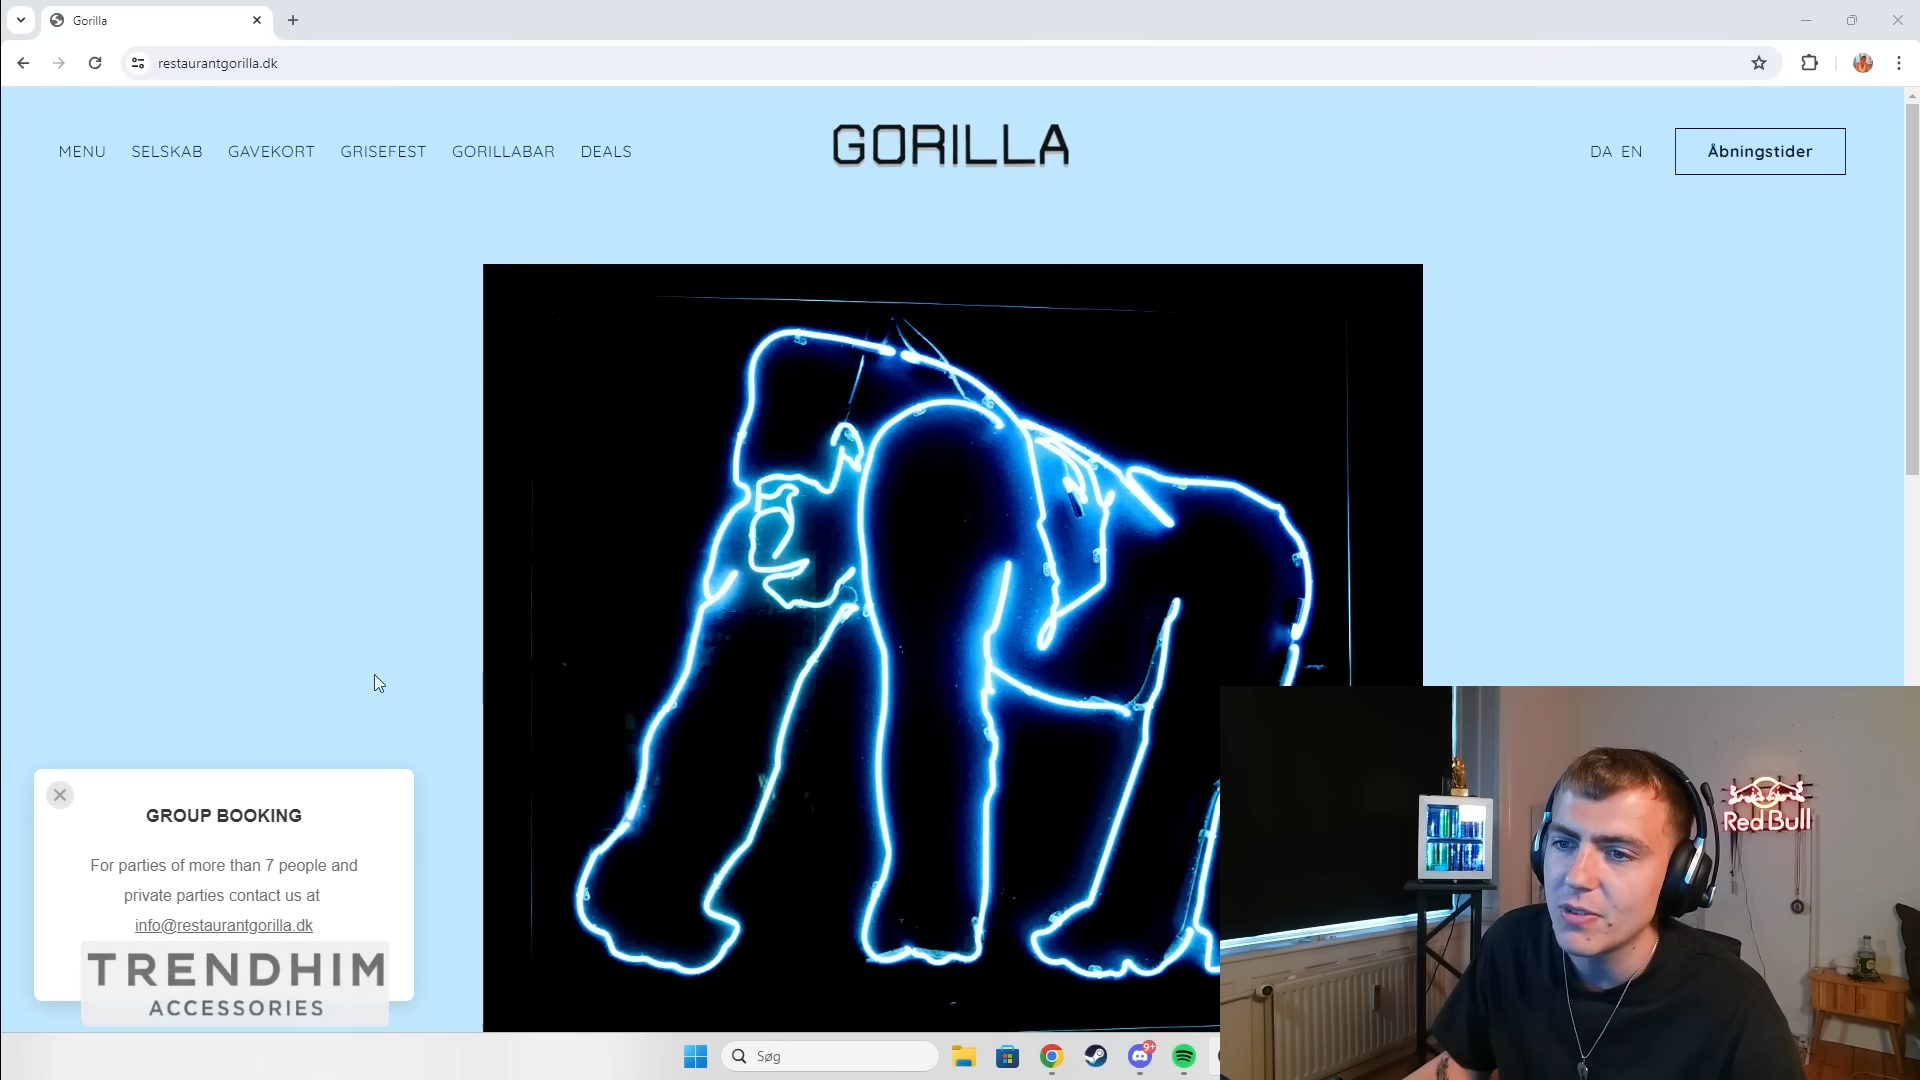 Gorilla
restaurantgorilla.dk
MENU SELSKAB GAVEKORT GRISEFEST GORILLABAR DEALS
GORILLA
DA EN
Åbningstider
GROUP BOOKING
For parties of more than 7 people and
private parties contact us at
info@restaurantgorilla.dk
TRENDHIM
ACCESSORIES
Red Bull
Søg
9+